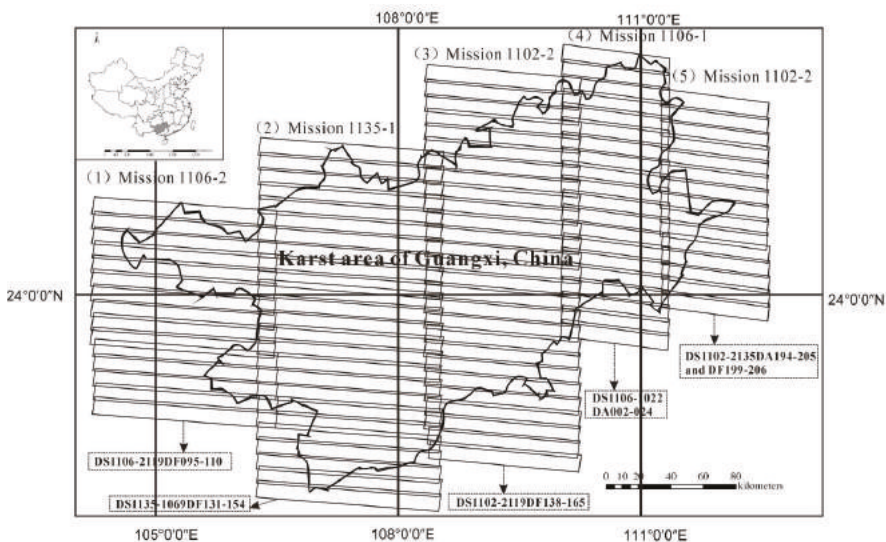 108°0'0"E
111°0'0"E
(4) Mission 1106-1
(3) Mission 1102-2
(5) Mission 1102-2
(2) Mission 1135-1
(1) Mission 1106-2
Karst area of Guangxi, China
24°0'0"N
24°0'0"N
DS1102-2135DA194-205
and DF199-206
DS1106-1022
DA002-024
DS1106-2119DF095-110
DS1135-1069DF131-154
DS1102-2119DF138-165
0 10 20 40 60 80
kilometers
105°0'0"E
108°0'0"E
111°0'0"E